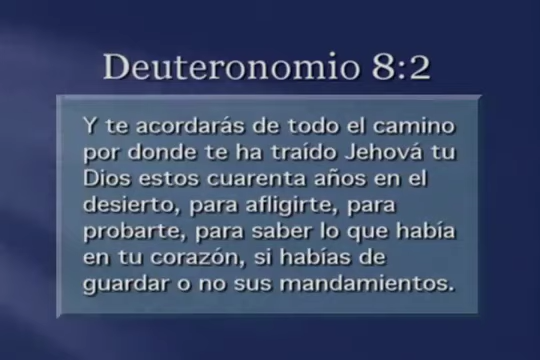 Deuteronomio 8:2
Y te acordarás de todo el camino
por donde te ha traído Jehová tu
Dios estos cuarenta años en el
desierto, para afligirte, para
probarte, para saber lo que había
en tu corazón, si habías de
guardar o no sus mandamientos.